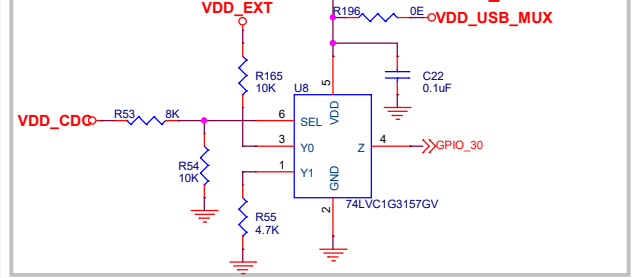 VDD_EXT
R196
0E
VDD_USB_MUX
R165
10K
C22
0.1uF
U8
5
VDD
VDD_CDC
R53
8K
6
SEL
3
Y0
Z
4
GPIO_30
R54
10K
1
Y1
GND
2
74LVC1G3157GV
R55
4.7K